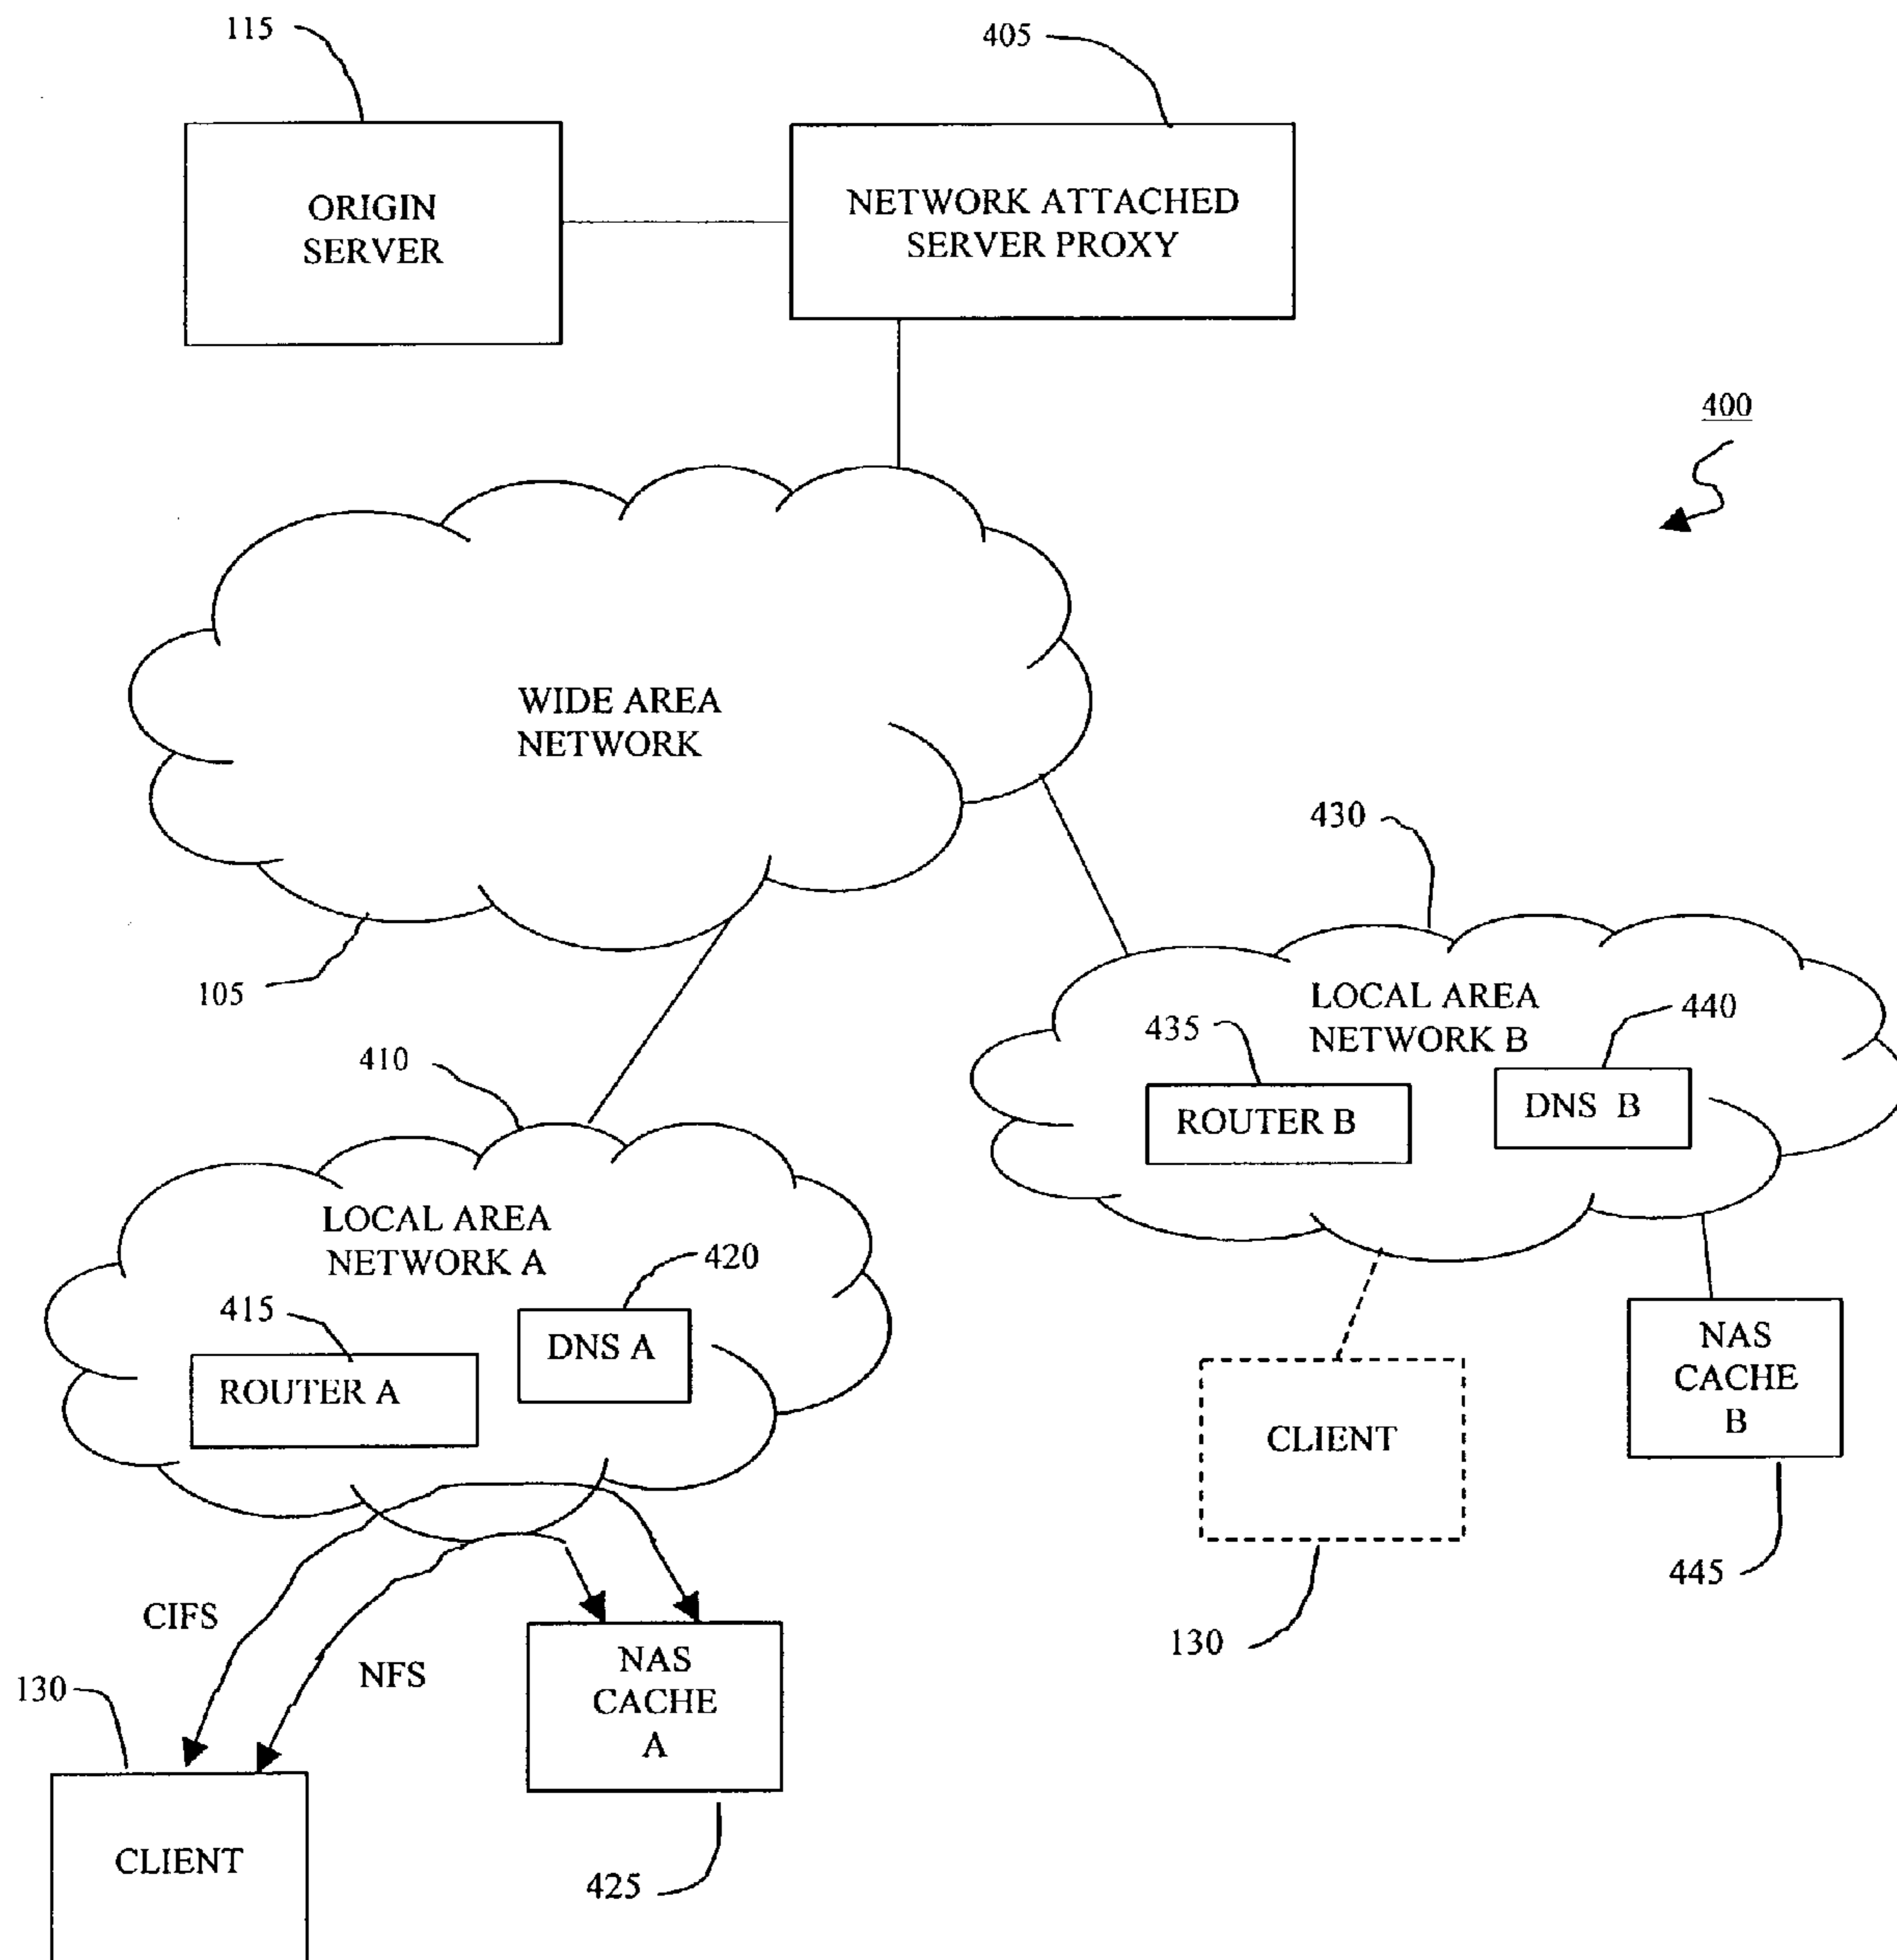 115
405
ORIGIN
SERVER
NETWORK ATTACHED
SERVER PROXY
400
WIDE AREA
NETWORK
105
430
LOCAL AREA
NETWORK B
435
440
ROUTER B
DNS B
410
LOCAL AREA
NETWORK A
420
415
DNS A
ROUTER A
NAS
CACHE
B
CLIENT
445
130
CIFS
NFS
NAS
CACHE
A
130
CLIENT
425